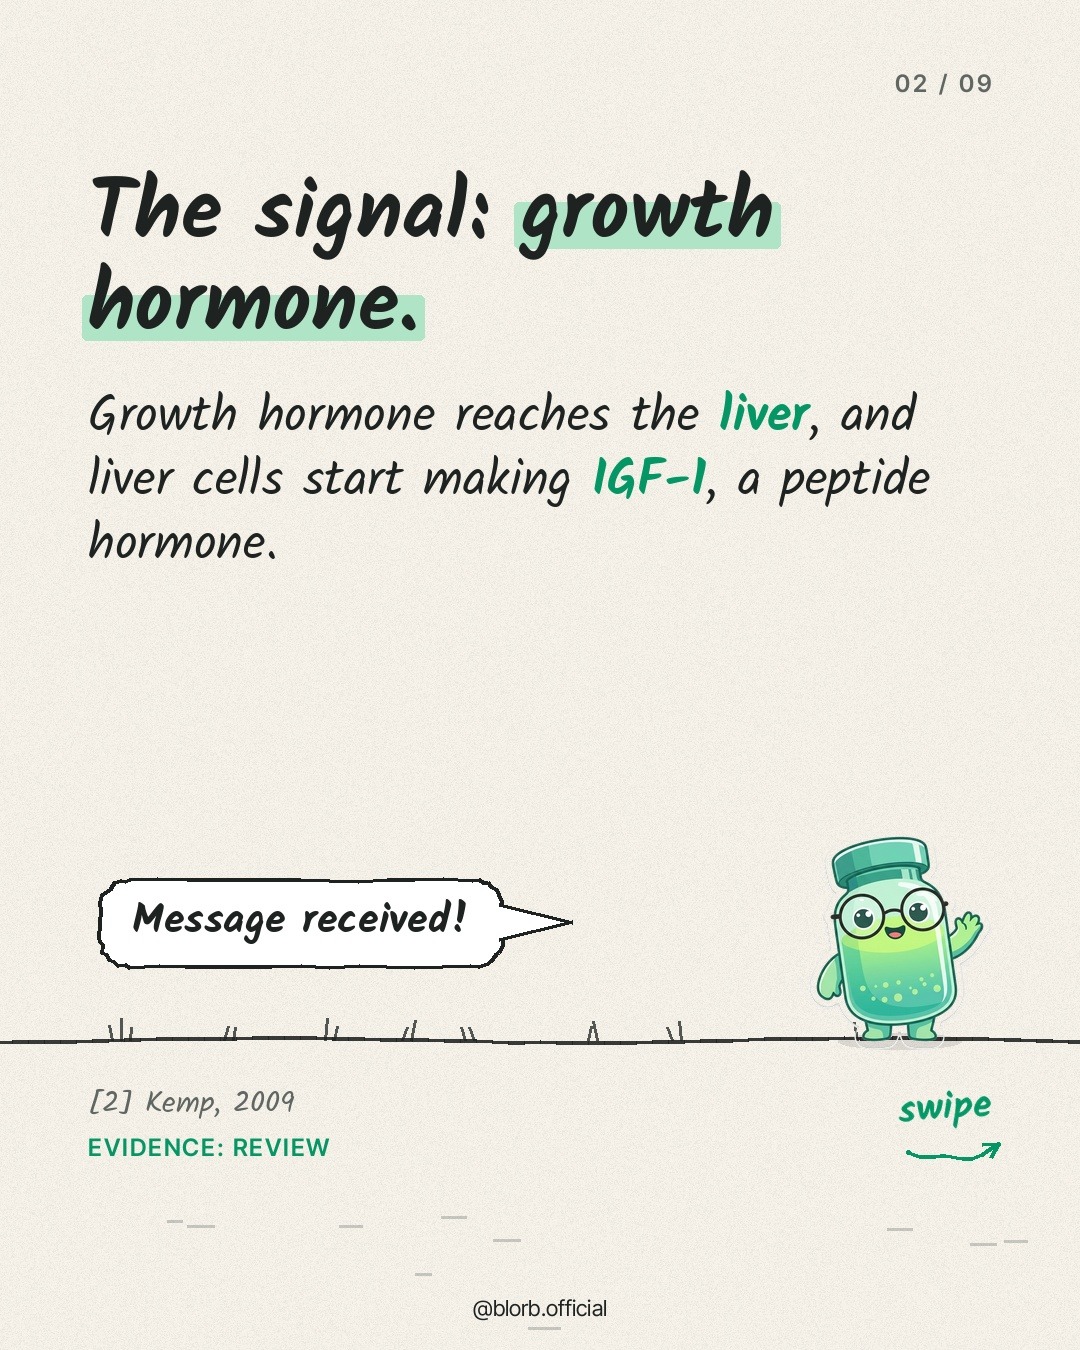 02 / 09
The signal: growth
hormone.
Growth hormone reaches the liver, and
liver cells start making IGF-1, a peptide
hormone.
Message received!
[2] Kemp, 2009
EVIDENCE: REVIEW
swipe
@blorb.official